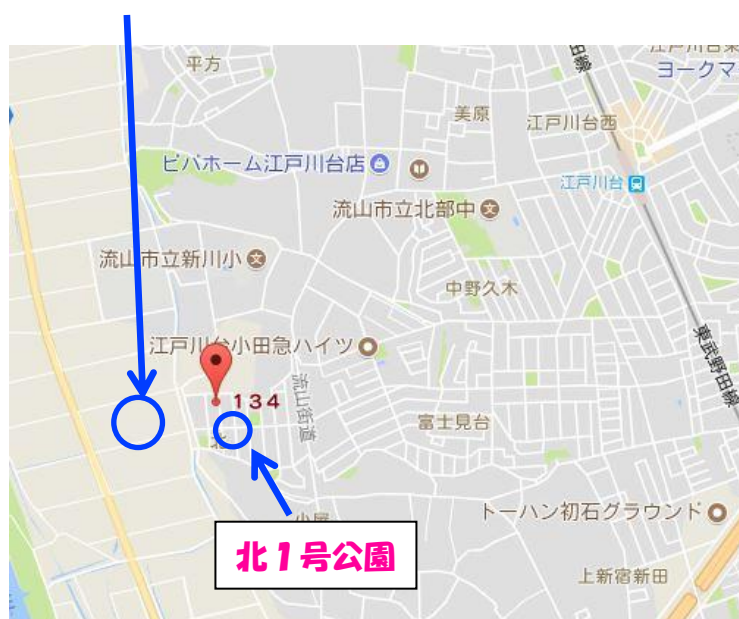 平方
ヨークマ
美原
江戸川台西
ビバホーム江戸川台店
江戸川台
流山市立北部中
流山市立新川小
中野久木
江戸川台小田急ハイツ
東武野田線
134
流山街道
富士見台
北
トーハン初石グラウンド
北1号公園
上新宿新田